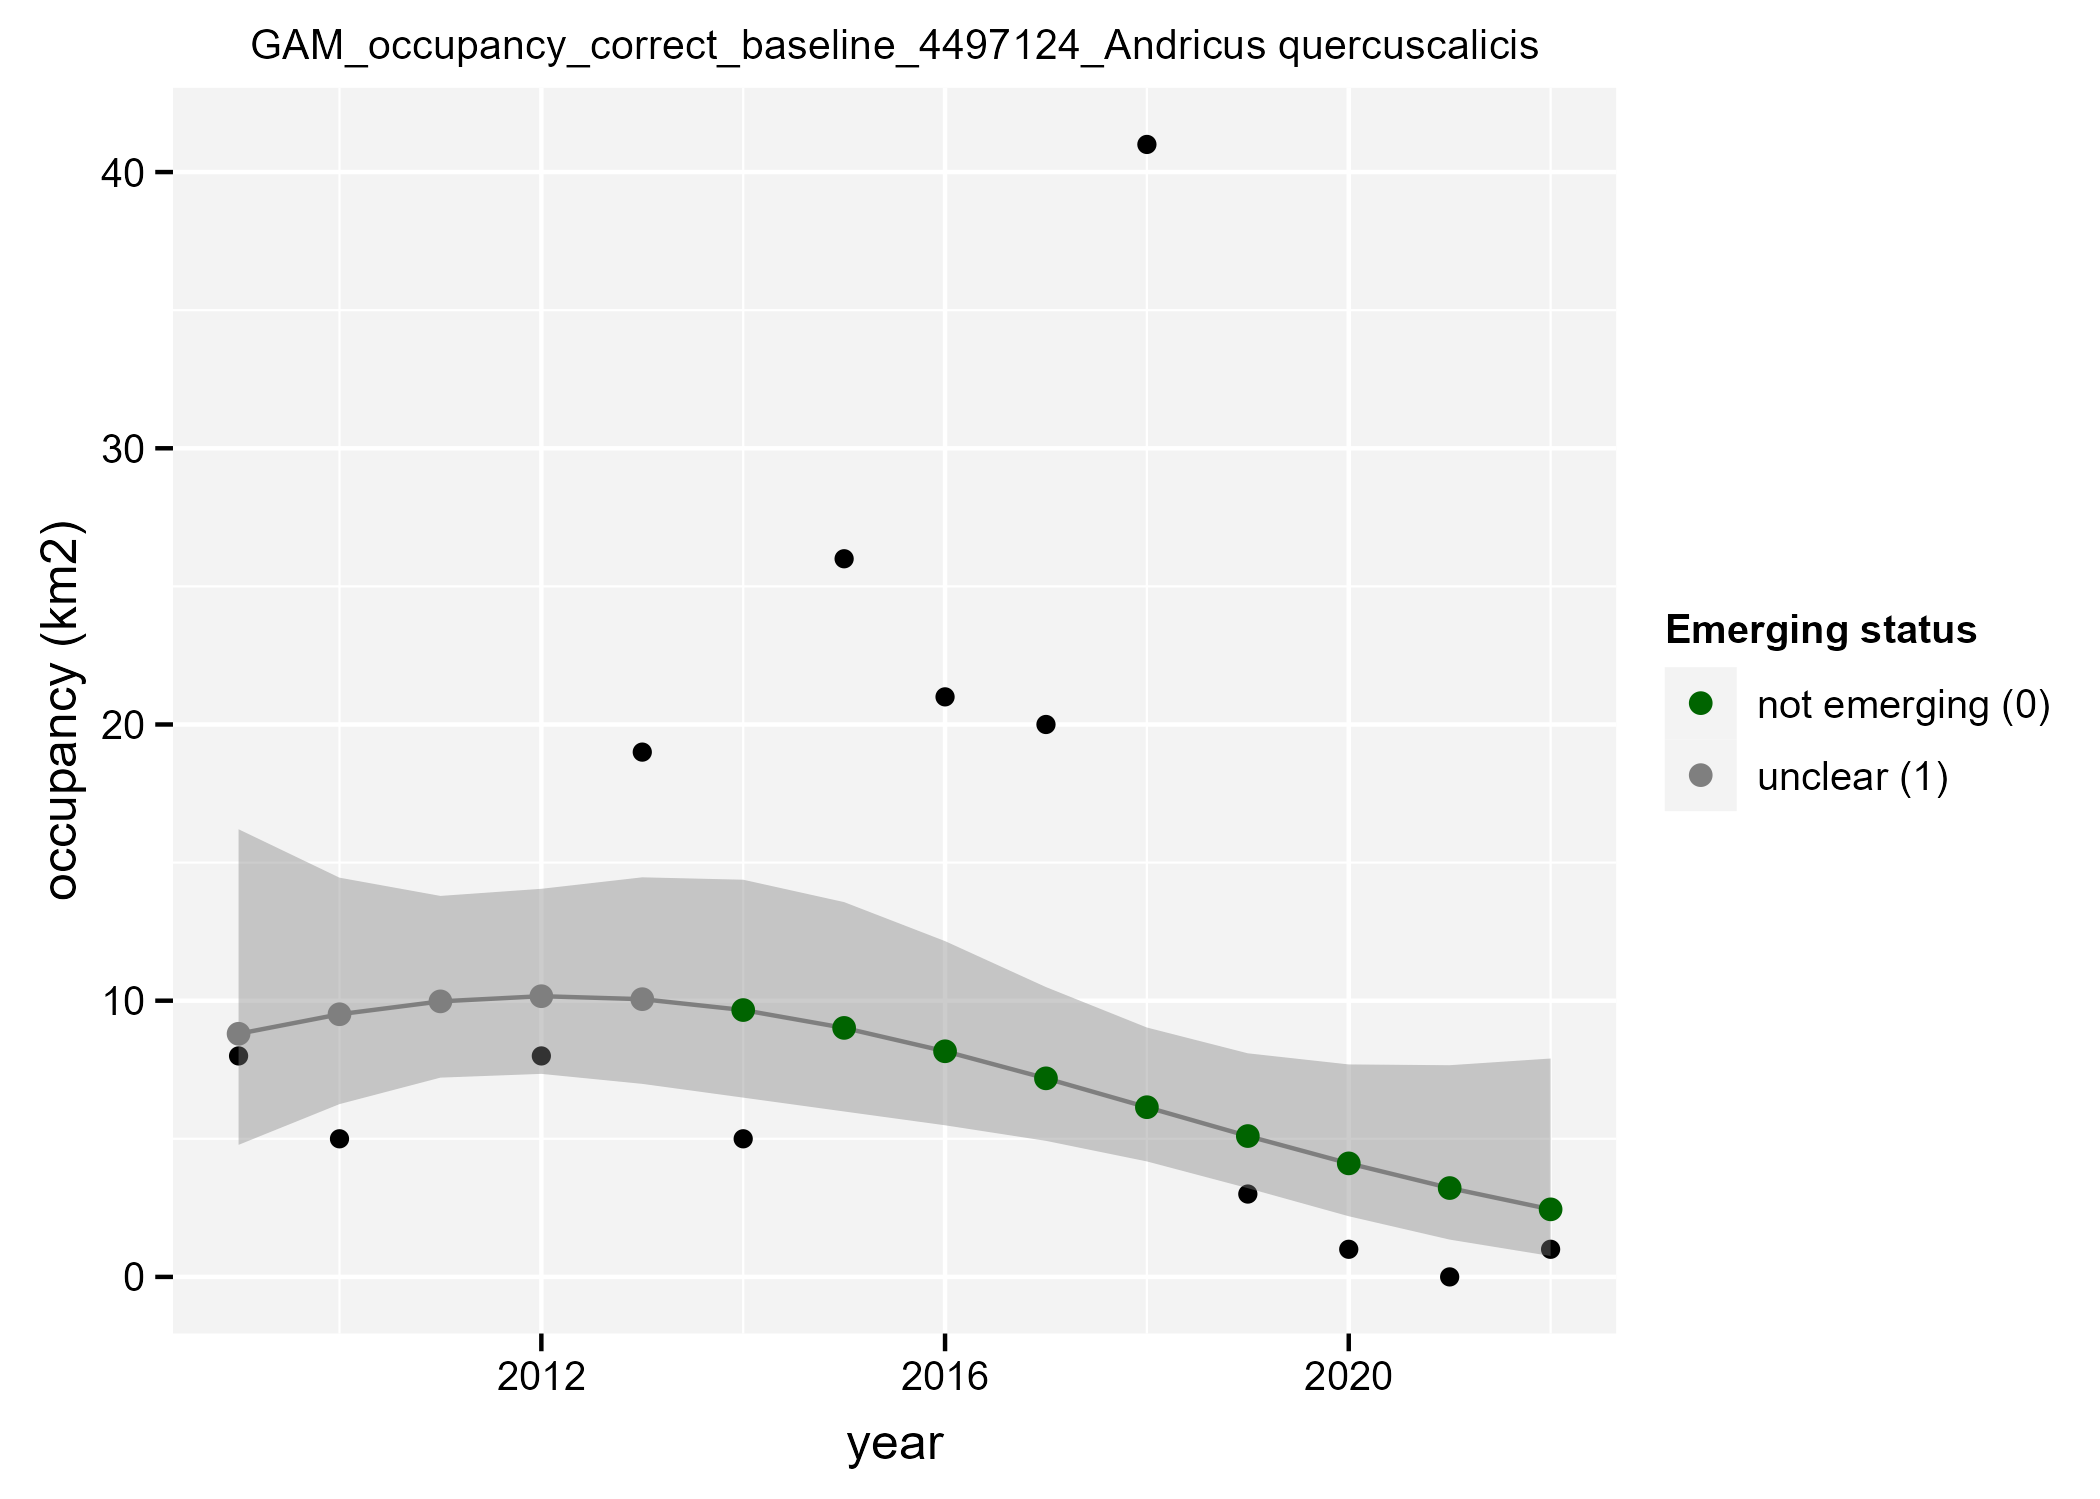 GAM_occupancy_correct_baseline_4497124_Andricus quercuscalicis
occupancy (km2)
40
30
20
10
0
2012 2016 2020
year
Emerging status
not emerging (0)
unclear (1)